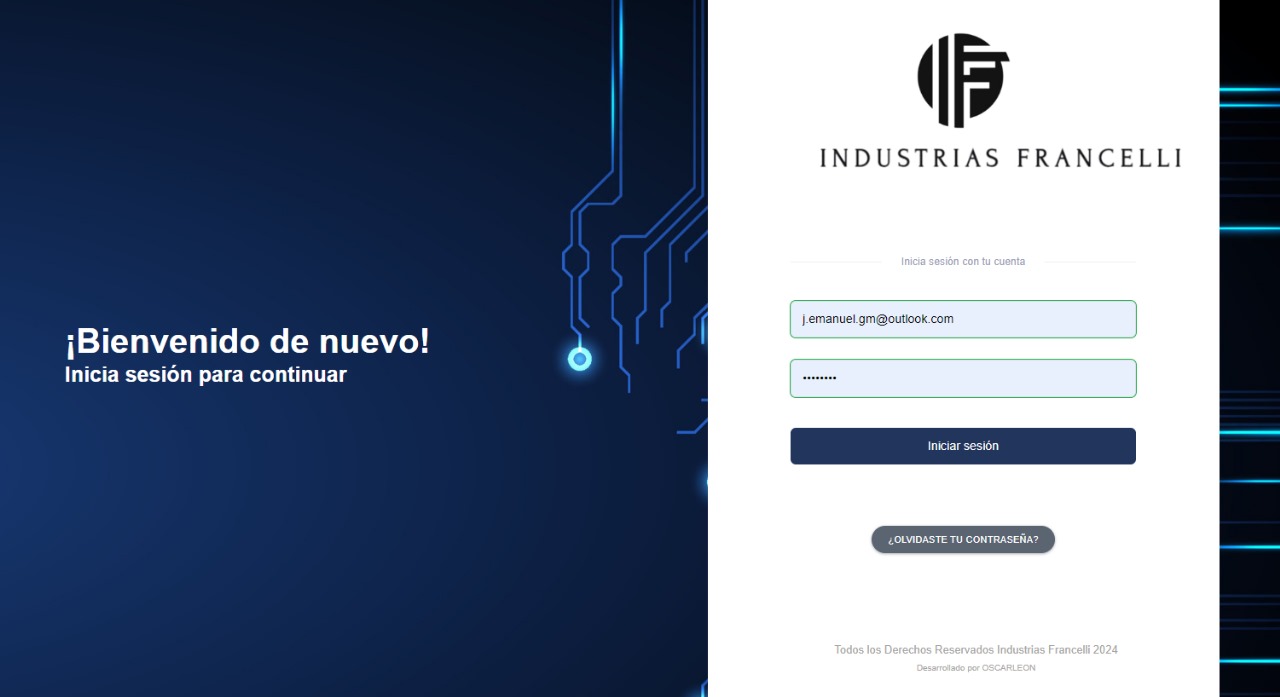 INDUSTRIAS FRANCELLI
Inicia sesión con tu cuenta
j.emanuel.gm@outlook.com
••••••••
¡Bienvenido de nuevo!
Inicia sesión para continuar
Iniciar sesión
¿OLVIDASTE TU CONTRASEÑA?
Todos los Derechos Reservados Industrias Francelli 2024
Desarroltado por OSCARLEON